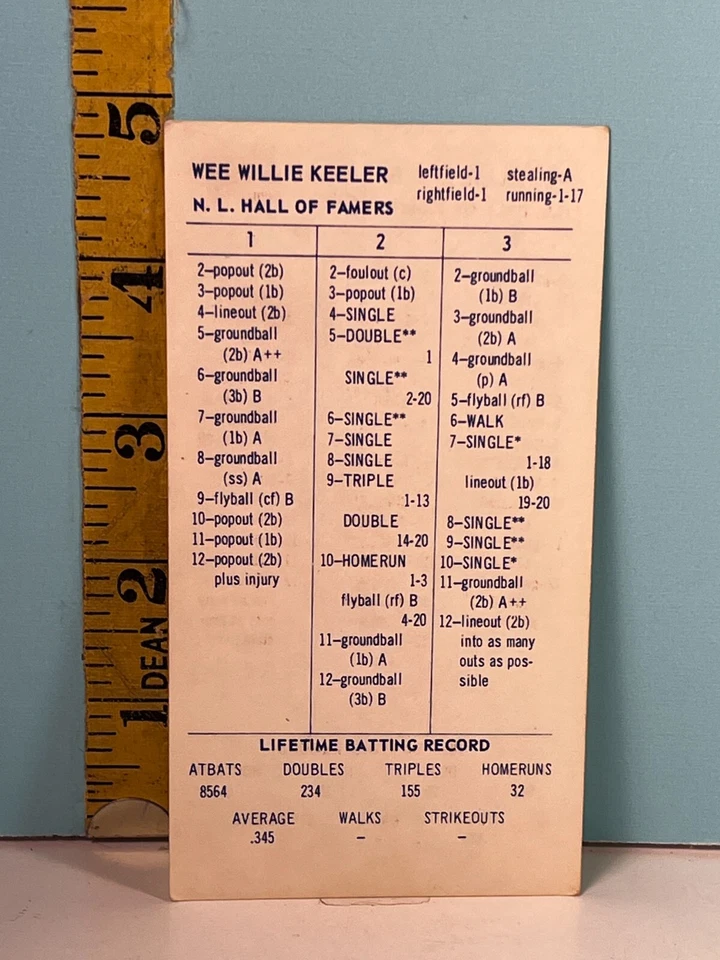 5
4
3
2
1
DEAN
WEE WILLIE KEELER
leftfield-1 stealing-A
N. L. HALL OF FAMERS
rightfield-1 running-1-17
1 2 3
2–popout (2b)
3–popout (1b)
4–lineout (2b)
5–groundball
(2b) A++
6–groundball
(3b) B
7–groundball
(1b) A
8–groundball
(ss) A
9–flyball (cf) B
10–popout (2b)
11–popout (1b)
12–popout (2b)
plus injury
2–foulout (c)
3–popout (1b)
4–SINGLE
5–DOUBLE**
1
SINGLE**
2-20
6–SINGLE**
7–SINGLE
8–SINGLE
9–TRIPLE
1-13
DOUBLE
14-20
10–HOMERUN
1-3
flyball (rf) B
4-20
11–groundball
(1b) A
12–groundball
(3b) B
2–groundball
(1b) B
3–groundball
(2b) A
4–groundball
(p) A
5–flyball (rf) B
6–WALK
7–SINGLE*
1-18
lineout (1b)
19-20
8–SINGLE**
9–SINGLE**
10–SINGLE*
11–groundball
(2b) A++
12–lineout (2b)
into as many
outs as pos-
sible
LIFETIME BATTING RECORD
ATBATS DOUBLES TRIPLES HOMERUNS
8564 234 155 32
AVERAGE WALKS STRIKEOUTS
.345 – –